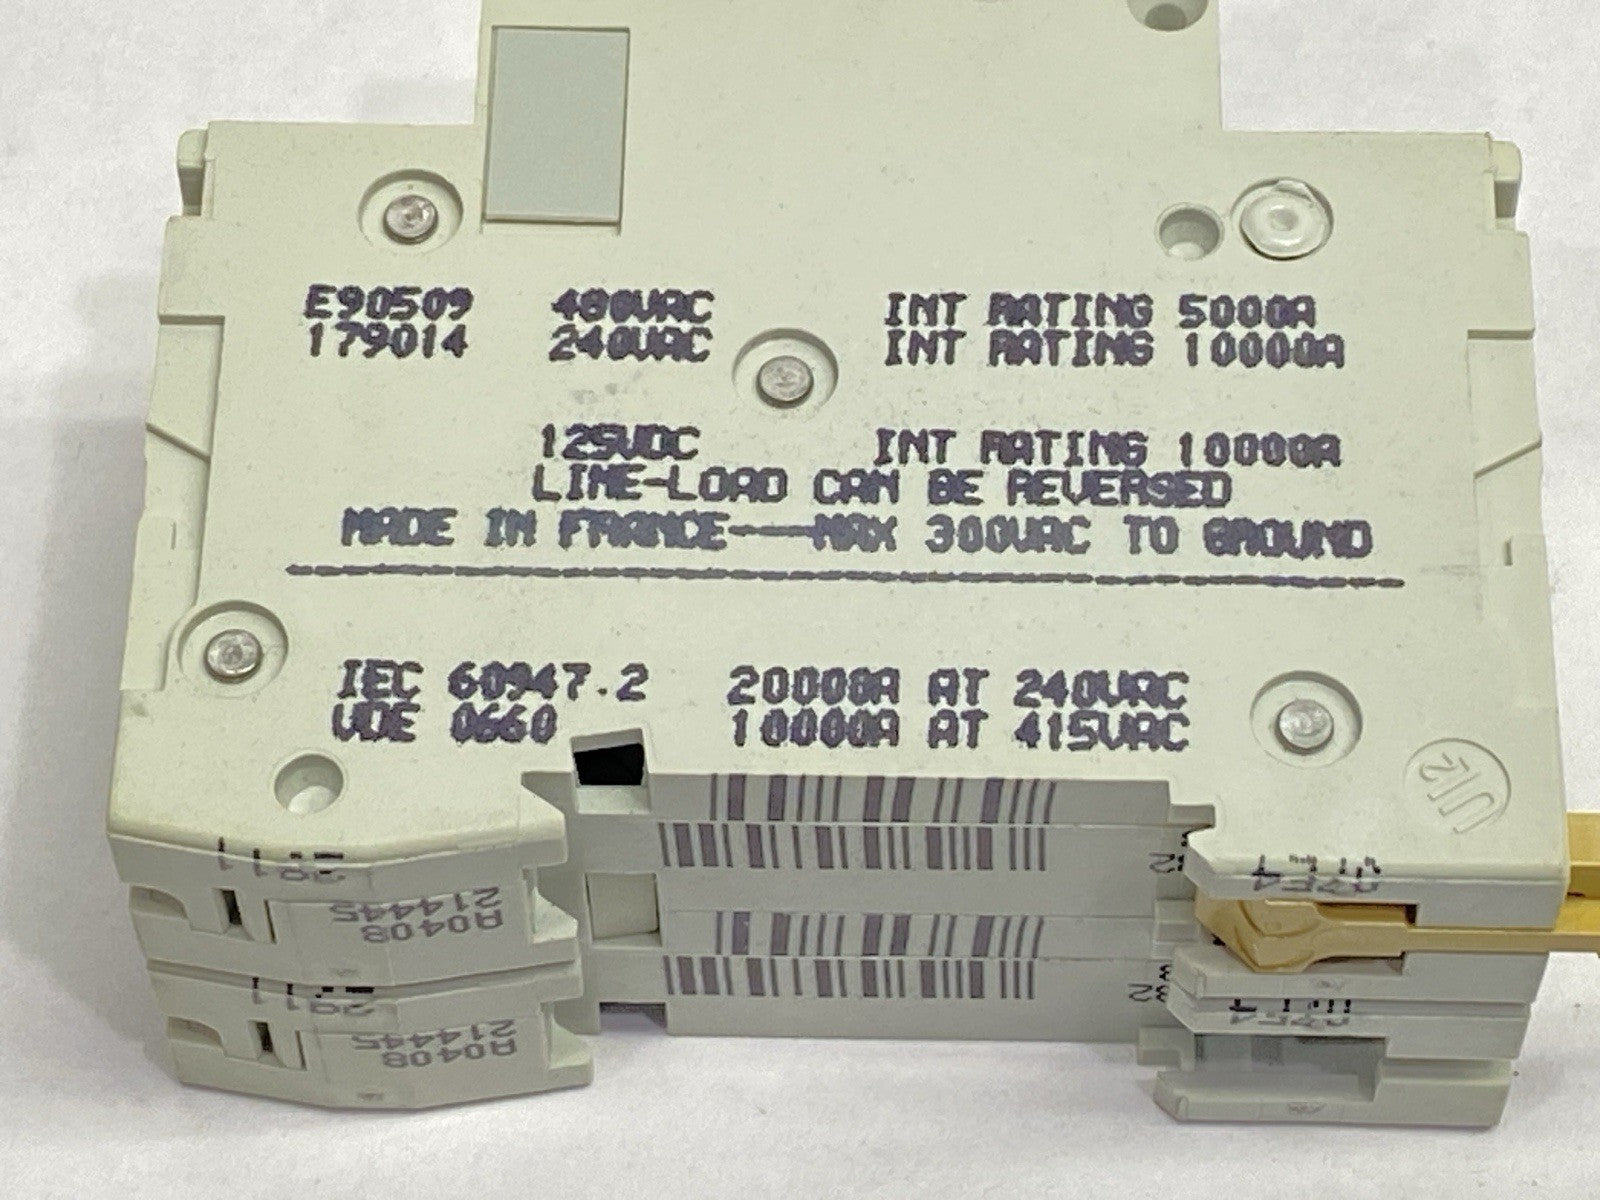 E90509 480VAC INT RATING 5000A
179014 240VAC INT RATING 10000A
125VDC INT RATING 10000A
LINE-LOAD CAN BE REVERSED
MADE IN FRANCE----MAX 300VAC TO GROUND
IEC 60947.2 20000A AT 240VAC
VDE 0660 10000A AT 415VAC
A0408
214445
A0408
214445